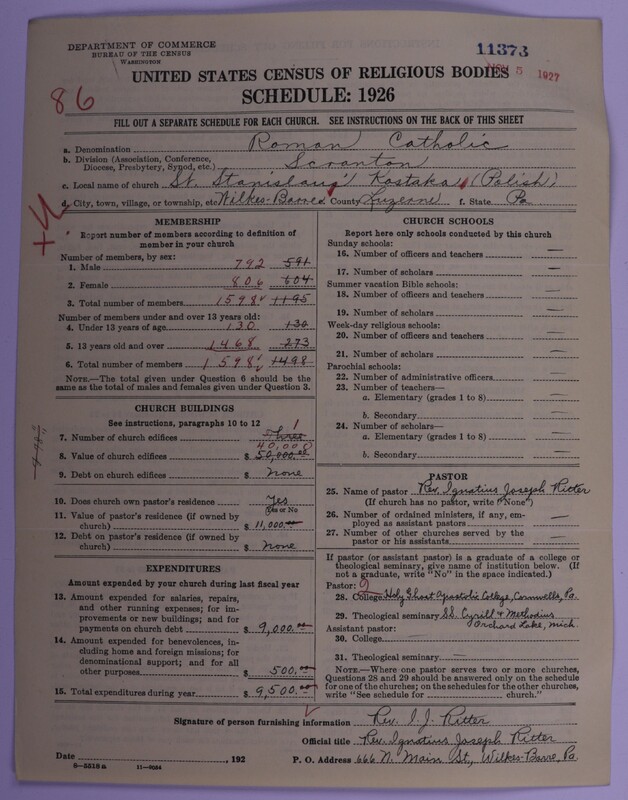 DEPARTMENT OF COMMERCE
BUREAU OF THE CENSUS
WASHINGTON
11373
NOV 5 1927
86
UNITED STATES CENSUS OF RELIGIOUS BODIES
SCHEDULE: 1926
FILL OUT A SEPARATE SCHEDULE FOR EACH CHURCH. SEE INSTRUCTIONS ON THE BACK OF THIS SHEET
a. Denomination Roman Catholic
b. Division (Association, Conference, Diocese, Presbytery, Synod, etc.) Scranton
c. Local name of church St. Stanislaus' Kostaka (Polish)
d. City, town, village, or township, etc. Wilkes-Barre e. County Luzerne f. State Pa
MEMBERSHIP
Report number of members according to definition of
member in your church
Number of members, by sex:
1. Male 792 591
2. Female 806 604
3. Total number of members 1598 1195
Number of members under and over 13 years old:
4. Under 13 years of age 130 130
5. 13 years old and over 1468 273
6. Total number of members 1598 1498
NOTE.—The total given under Question 6 should be the
same as the total of males and females given under Question 3.
CHURCH BUILDINGS
See instructions, paragraphs 10 to 12
7. Number of church edifices Three 1
40,000
8. Value of church edifices $ 50,000.00
9. Debt on church edifices $ None
10. Does church own pastor's residence Yes
(Yes or No)
11. Value of pastor's residence (if owned by
church) $ 11,000.00
12. Debt on pastor's residence (if owned by
church) $ none
EXPENDITURES
Amount expended by your church during last fiscal year
13. Amount expended for salaries, repairs,
and other running expenses; for im-
provements or new buildings; and for
payments on church debt $ 9,000.00
14. Amount expended for benevolences, in-
cluding home and foreign missions; for
denominational support; and for all
other purposes $ 500.00
15. Total expenditures during year $ 9,500.00
CHURCH SCHOOLS
Report here only schools conducted by this church
Sunday schools:
16. Number of officers and teachers —
17. Number of scholars —
Summer vacation Bible schools:
18. Number of officers and teachers —
19. Number of scholars —
Week-day religious schools:
20. Number of officers and teachers —
21. Number of scholars —
Parochial schools:
22. Number of administrative officers —
23. Number of teachers—
a. Elementary (grades 1 to 8) —
b. Secondary —
24. Number of scholars—
a. Elementary (grades 1 to 8) —
b. Secondary —
PASTOR
25. Name of pastor Rev. Ignatius Joseph Ritter
(If church has no pastor, write "None")
26. Number of ordained ministers, if any, em-
ployed as assistant pastors —
27. Number of other churches served by the
pastor or his assistants —
If pastor (or assistant pastor) is a graduate of a college or
theological seminary, give name of institution below. (If
not a graduate, write "No" in the space indicated.)
Pastor: 2
28. College Holy Ghost Apostolic College, Cornwells, Pa.
29. Theological seminary SS. Cyrill & Methodius
Orchard Lake, Mich
Assistant pastor:
30. College —
31. Theological seminary —
NOTE.—Where one pastor serves two or more churches,
Questions 28 and 29 should be answered only on the schedule
for one of the churches; on the schedules for the other churches,
write "See schedule for church."
Signature of person furnishing information Rev. I. J. Ritter
Official title Rev. Ignatius Joseph Ritter
Date , 192 P. O. Address 666 N. Main St., Wilkes-Barre, Pa.
8—5318a 11—9084